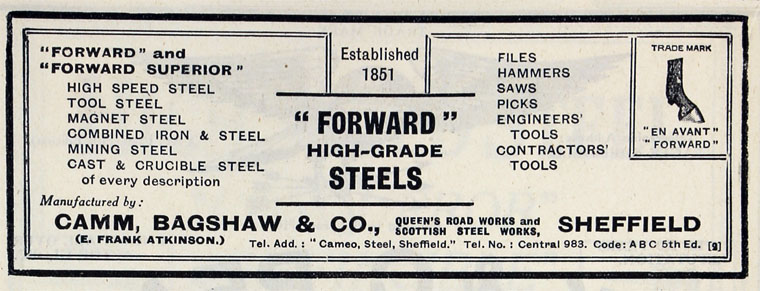 "FORWARD" and
"FORWARD SUPERIOR"
HIGH SPEED STEEL
TOOL STEEL
MAGNET STEEL
COMBINED IRON & STEEL
MINING STEEL
CAST & CRUCIBLE STEEL
of every description
Established
1851
"FORWARD"
HIGH-GRADE
STEELS
FILES
HAMMERS
SAWS
PICKS
ENGINEERS'
TOOLS
CONTRACTORS'
TOOLS
TRADE MARK
"EN AVANT"
"FORWARD"
Manufactured by:
CAMM, BAGSHAW & CO., QUEEN'S ROAD WORKS and SCOTTISH STEEL WORKS, SHEFFIELD
(E. FRANK ATKINSON.) Tel. Add.: "Cameo, Steel, Sheffield." Tel. No.: Central 983. Code: A B C 5th Ed. [9]